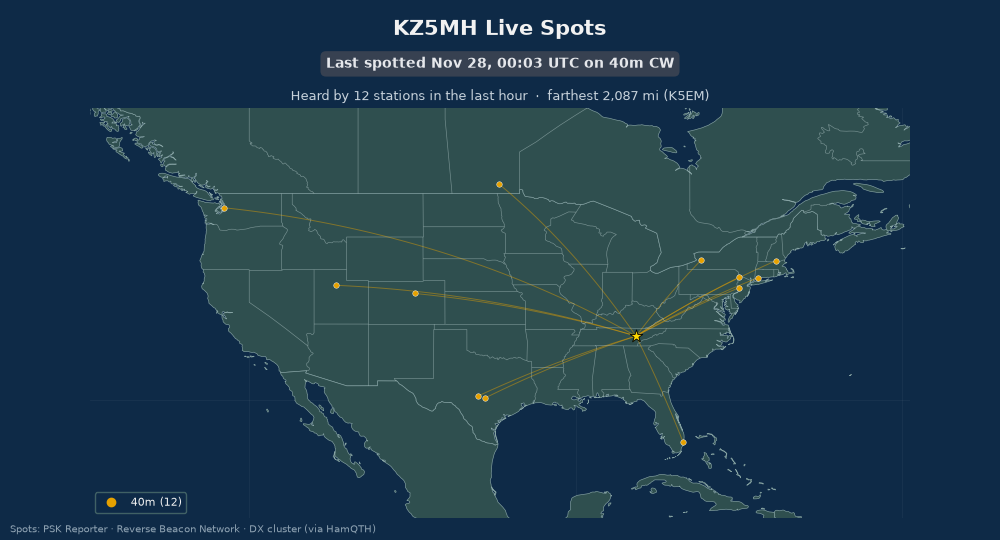 KZ5MH Live Spots
Last spotted Nov 28, 00:03 UTC on 40m CW
Heard by 12 stations in the last hour · farthest 2,087 mi (K5EM)
40m (12)
Spots: PSK Reporter · Reverse Beacon Network · DX cluster (via HamQTH)